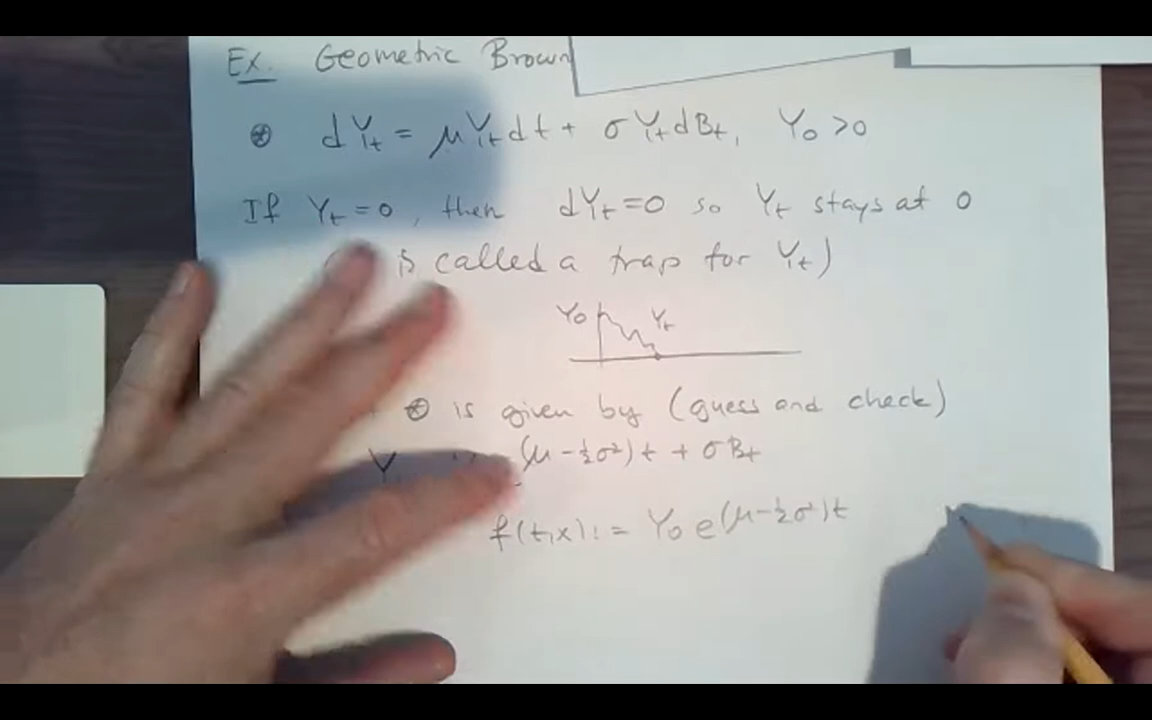 Ex. Geometric Brown
⊛ dY_t = μY_t dt + σY_t dB_t, Y_0 > 0
If Y_t = 0, then dY_t = 0 so Y_t stays at 0
is called a trap for Y_t)
Y_0 Y_t
⊛ is given by (guess and check)
Y (μ - ½σ²)t + σB_t
f(t,x) := Y_0 e^(μ-½σ²)t